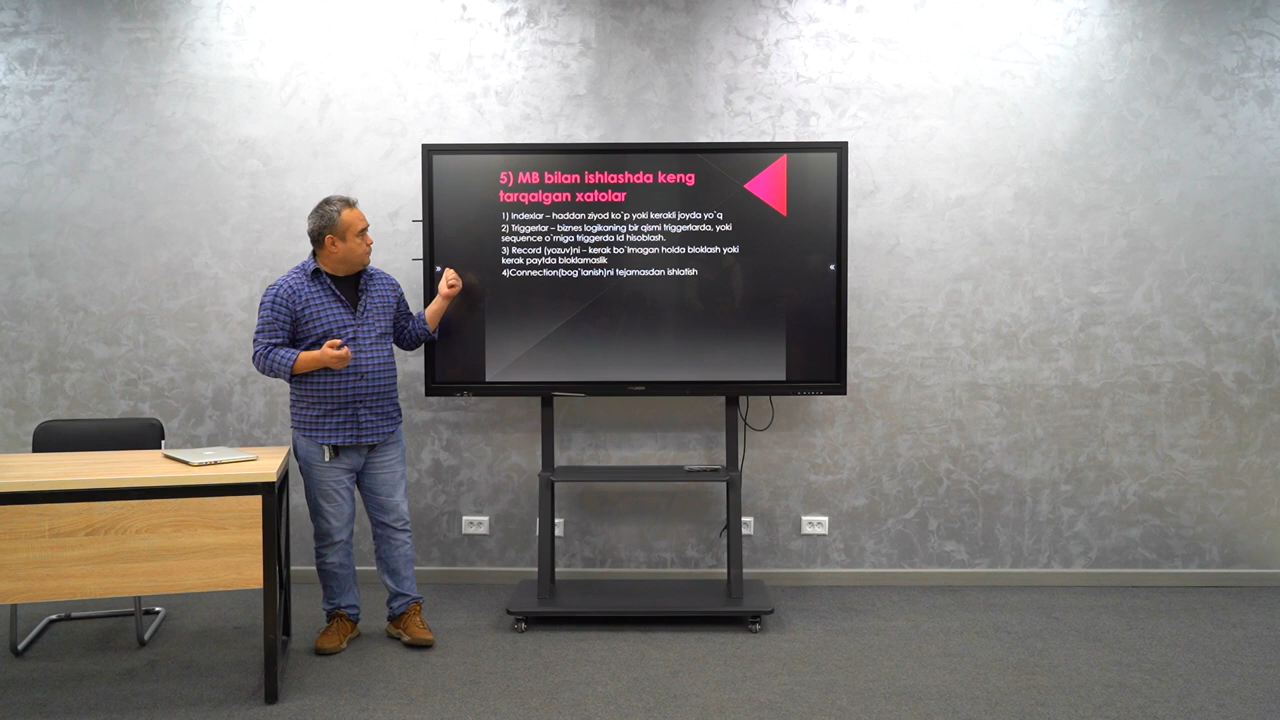 5) MB bilan ishlashda keng
tarqalgan xatolar
1) Indexlar – haddan ziyod ko`p yoki kerakli joyda yo`q
2) Triggerlar – biznes logikaning bir qismi triggerlarda, yoki
sequence o`rniga triggerda Id hisoblash.
3) Record (yozuv)ni – kerak bo`lmagan holda bloklash yoki
kerak paytda bloklamaslik
4)Connection(bog`lanish)ni tejamasdan ishlatish